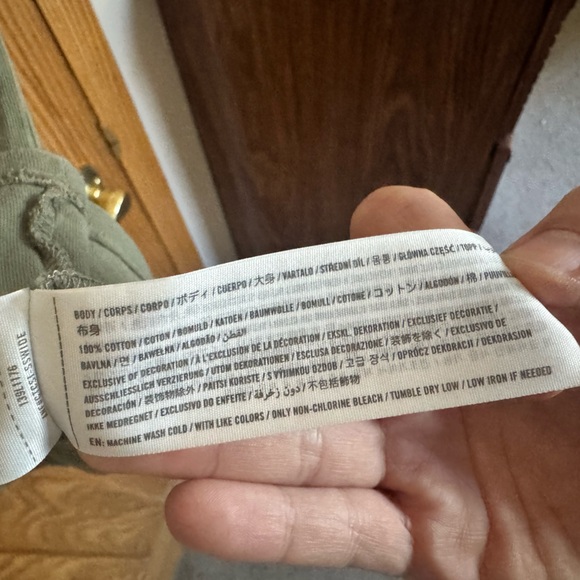 BODY / CORPS / CORPO / ボディ / CUERPO / 大身 / VARTALO / STŘEDNÍ DÍL / 몸통 / GŁÓWNA CZĘŚĆ / TOPP /
布身
100% COTTON / COTON / BOMULD / KATOEN / BAUMWOLLE / BOMULL / COTONE / コットン / ALGODÓN / 棉 / PUUVI
BAVLNA / 면 / BAWEŁNA / ALGODÃO / القطن
EXCLUSIVE OF DECORATION / A L'EXCLUSION DE LA DÉCORATION / EKSKL. DEKORATION / EXCLUSIEF DECORATIE /
AUSSCHLIESSLICH VERZIERUNG / UTOM DEKORATIONEN / ESCLUSA DECORAZIONE / 装飾を除く / EXCLUSIVO DE
DECORACIÓN / 装飾物除外 / PAITSI KORISTE / S VÝJIMKOU OZDOB / 고급 장식 / OPRÓCZ DEKORACJI / DEKORASJON
IKKE MEDREGNET / EXCLUSIVO DO ENFEITE / دون زخرفة / 不包括飾物
EN: MACHINE WASH COLD / WITH LIKE COLORS / ONLY NON-CHLORINE BLEACH / TUMBLE DRY LOW / LOW IRON IF NEEDED
139L1176